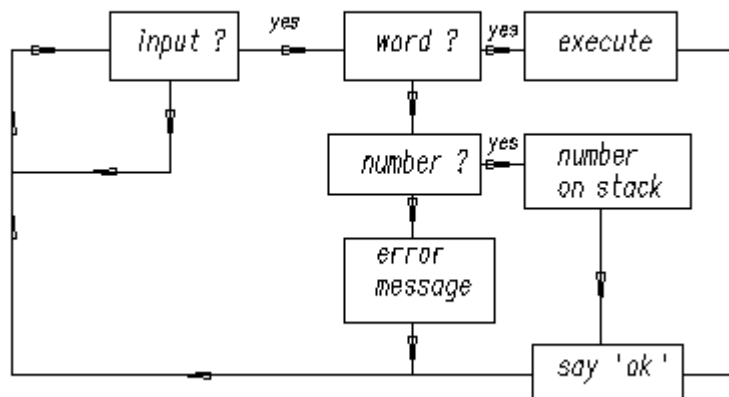 input ?
yes
word ?
yes
execute
number ?
yes
number
on stack
error
message
say 'ok'